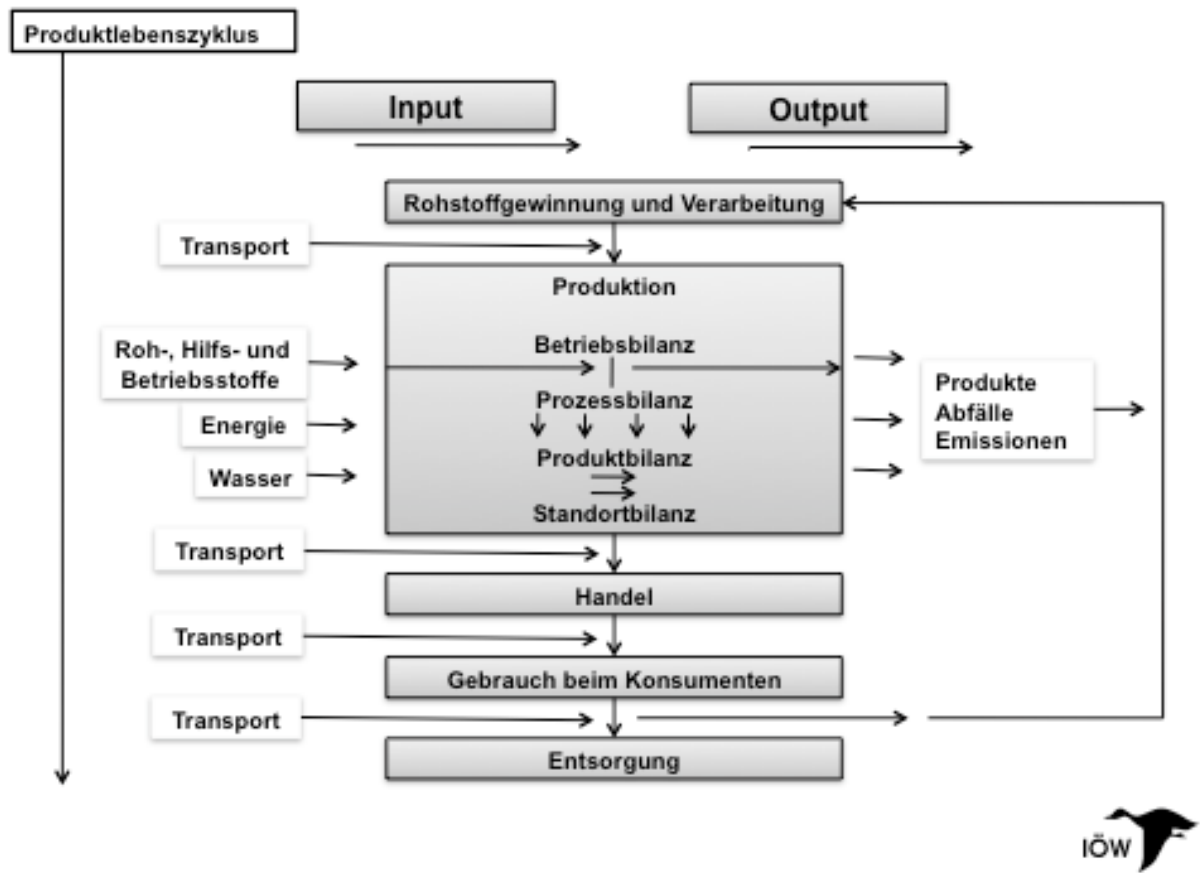 Produktlebenszyklus
Input
Output
Rohstoffgewinnung und Verarbeitung
Transport
Produktion
Betriebsbilanz
Roh-, Hilfs- und
Betriebsstoffe
Prozessbilanz
Energie
Produktbilanz
Wasser
Standortbilanz
Produkte
Abfälle
Emissionen
Transport
Handel
Transport
Gebrauch beim Konsumenten
Transport
Entsorgung
IÖW